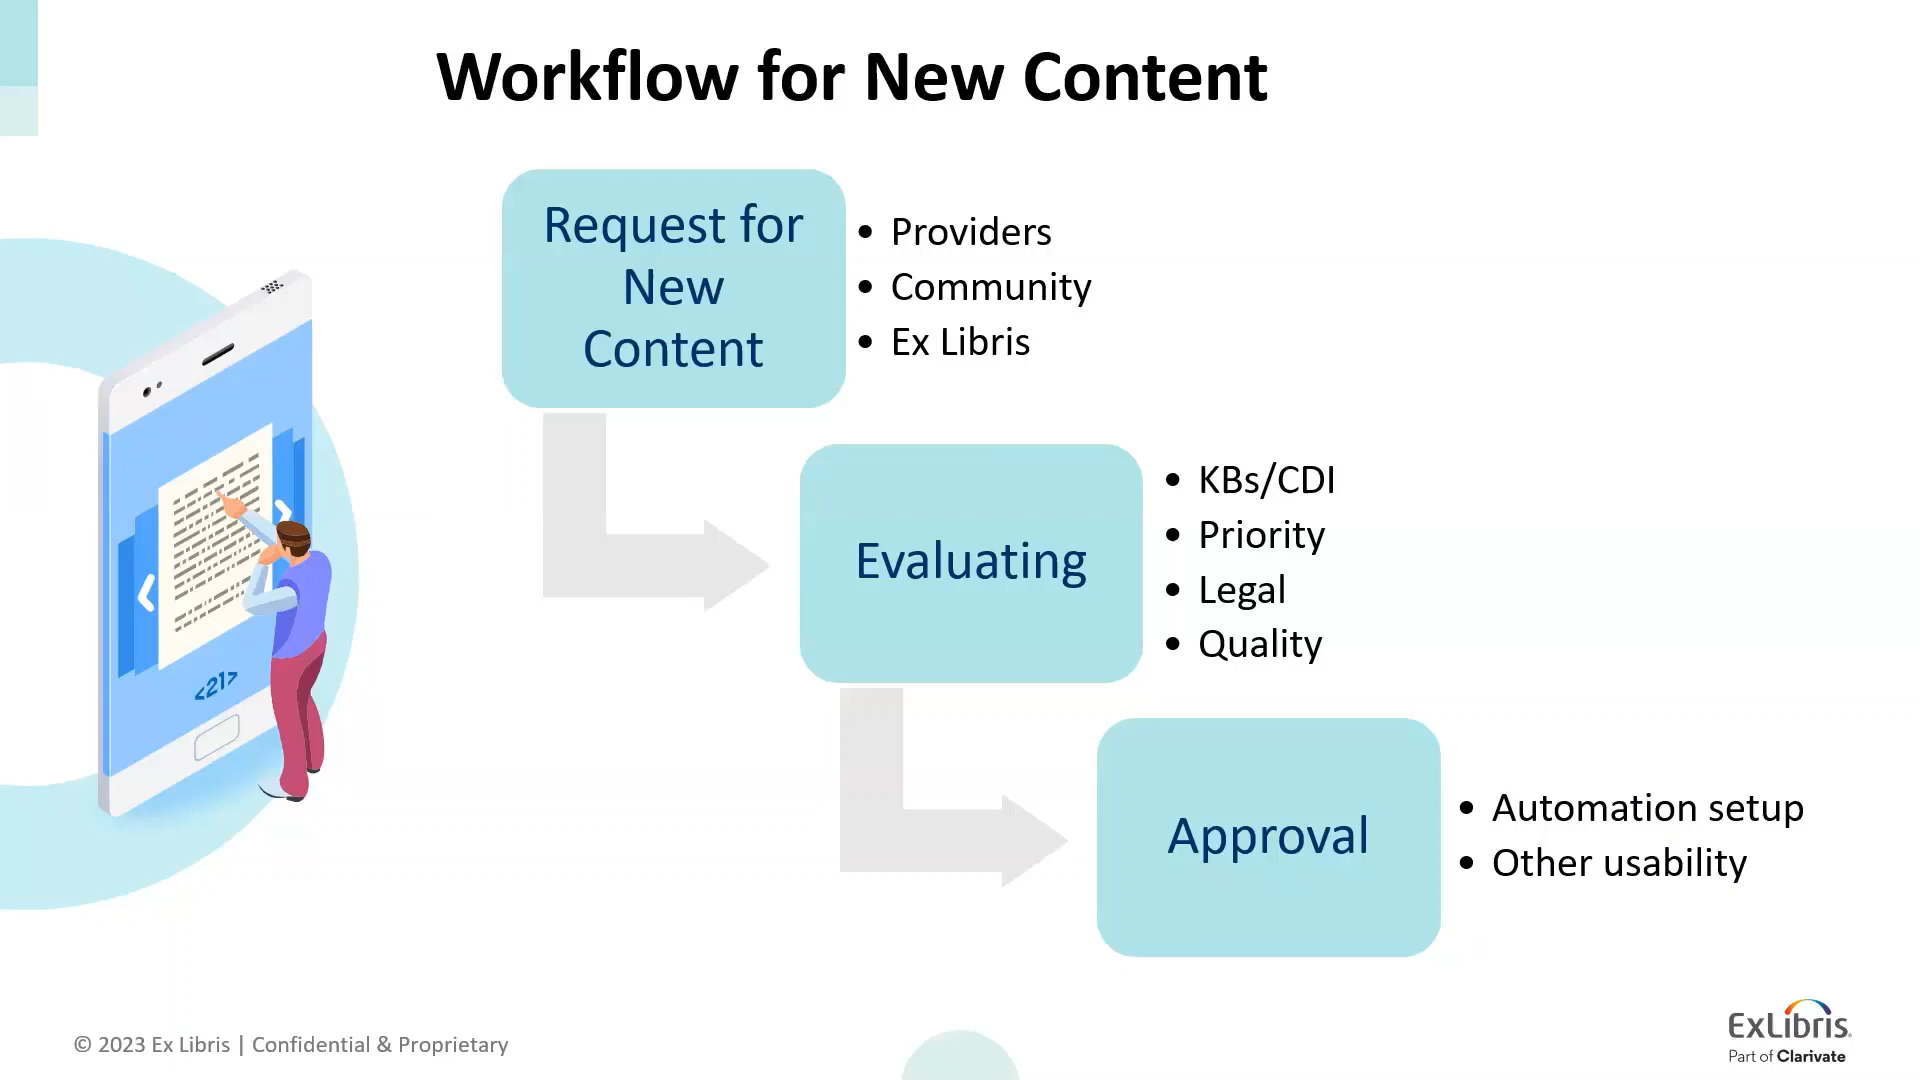 Workflow for New Content
Request for
New
Content
• Providers
• Community
• Ex Libris
Evaluating
• KBs/CDI
• Priority
• Legal
• Quality
Approval
• Automation setup
• Other usability
<21>
© 2023 Ex Libris | Confidential & Proprietary
ExLibris
Part of Clarivate